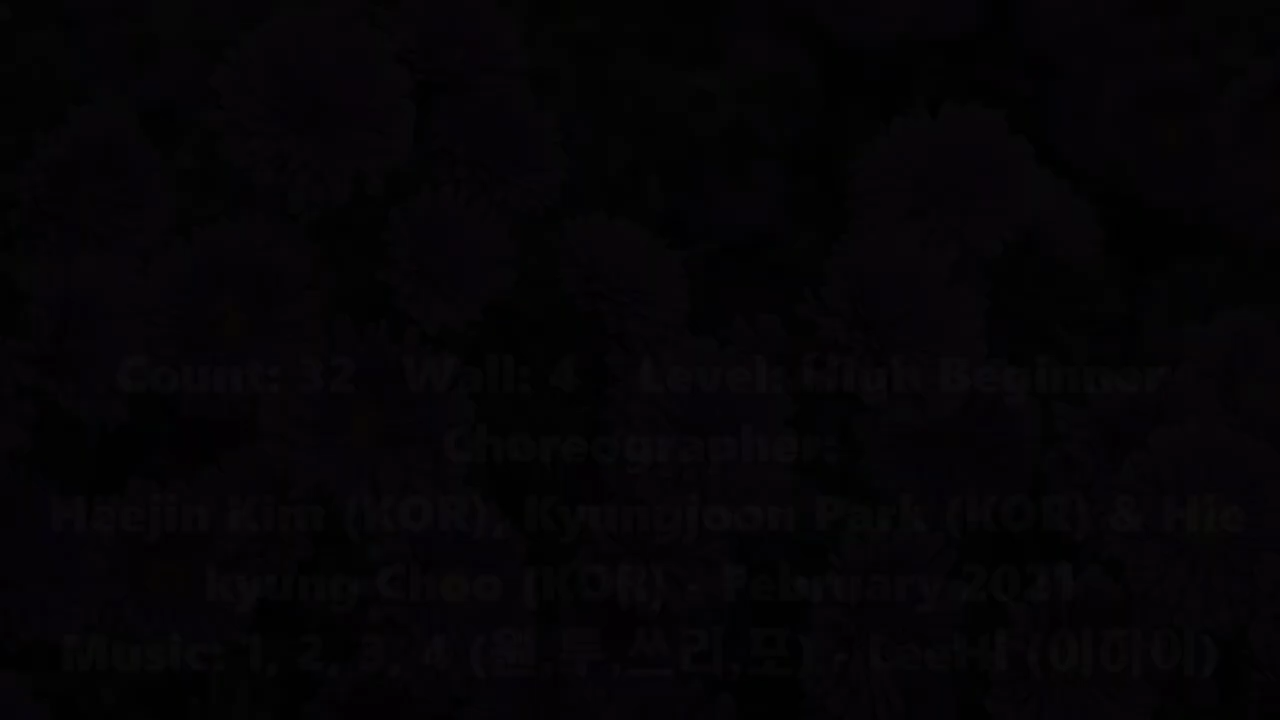 Count: 32 Wall: 4 Level: High Beginner
Choreographer:
Haejin Kim (KOR), Kyungjoon Park (KOR) & Hie
kyung Choo (KOR) - February 2021
Music: 1, 2, 3, 4 (원,투,쓰리,포) - LeeHi (이하이)